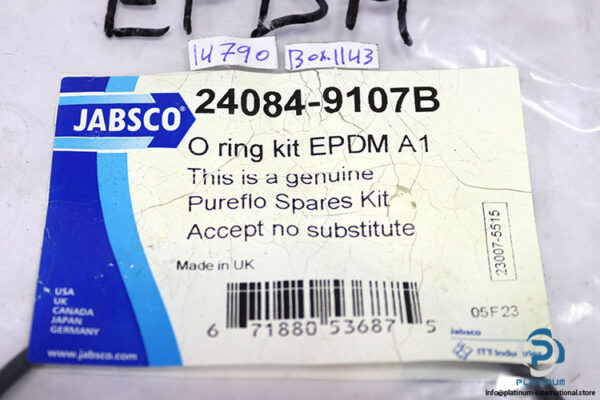 EPDM
14790
Box.1143
JABSCO®
24084-9107B
O ring kit EPDM A1
This is a genuine
Pureflo Spares Kit
Accept no substitute
Made in UK
23007-5515
USA
UK
CANADA
JAPAN
GERMANY
www.jabsco.com
6 71880 53687 5
05F23
Jabsco
ITT Industries
PLATINUM
info@platinum-international.store